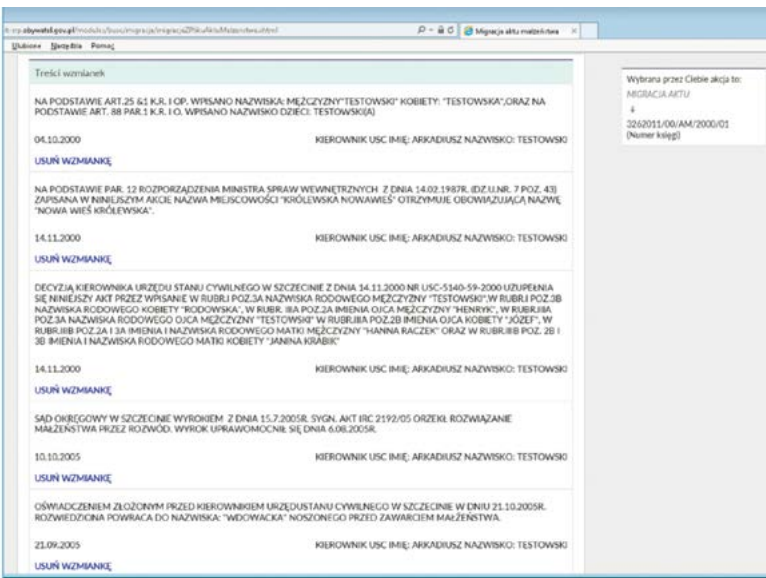 obywatel.gov.pl
Migracja aktu małżeństwa
Ulubione Narzędzia Pomoc
Treści wzmianek
NA PODSTAWIE ART.25 &1 K.R. I OP. WPISANO NAZWISKA: MĘŻCZYZNY"TESTOWSKI" KOBIETY: "TESTOWSKA",ORAZ NA
PODSTAWIE ART. 88 PAR.1 K.R. I O. WPISANO NAZWISKO DZIECI: TESTOWSKI(A)
04.10.2000 KIEROWNIK USC IMIĘ: ARKADIUSZ NAZWISKO: TESTOWSKI
USUŃ WZMIANKĘ
NA PODSTAWIE PAR. 12 ROZPORZĄDZENIA MINISTRA SPRAW WEWNĘTRZNYCH Z DNIA 14.02.1987R. (DZ.U.NR. 7 POZ. 43)
ZAPISANA W NINIEJSZYM AKCIE NAZWA MIEJSCOWOŚCI "KRÓLEWSKA NOWAWIEŚ" OTRZYMUJE OBOWIĄZUJĄCĄ NAZWĘ
"NOWA WIEŚ KRÓLEWSKA".
14.11.2000 KIEROWNIK USC IMIĘ: ARKADIUSZ NAZWISKO: TESTOWSKI
USUŃ WZMIANKĘ
DECYZJĄ KIEROWNIKA URZĘDU STANU CYWILNEGO W SZCZECINIE Z DNIA 14.11.2000 NR USC-5140-59-2000 UZUPEŁNIA
SIĘ NINIEJSZY AKT PRZEZ WPISANIE W RUBR.I POZ.3A NAZWISKA RODOWEGO MĘŻCZYZNY "TESTOWSKI",W RUBR.I POZ.3B
NAZWISKA RODOWEGO KOBIETY "RODOWSKA", W RUBR. IIIA POZ.2A IMIENIA OJCA MĘŻCZYZNY "HENRYK", W RUBR.IIIA
POZ.3A NAZWISKA RODOWEGO OJCA MĘŻCZYZNY "TESTOWSKI" W RUBR.IIIA POZ.2B IMIENIA OJCA KOBIETY "JÓZEF", W
RUBR.IIIB POZ.2A I 3A IMIENIA I NAZWISKA RODOWEGO MATKI MĘŻCZYZNY "HANNA RACZEK" ORAZ W RUBR.IIIB POZ. 2B I
3B IMIENIA I NAZWISKA RODOWEGO MATKI KOBIETY "JANINA KRABIK"
14.11.2000 KIEROWNIK USC IMIĘ: ARKADIUSZ NAZWISKO: TESTOWSKI
USUŃ WZMIANKĘ
SĄD OKRĘGOWY W SZCZECINIE WYROKIEM Z DNIA 15.7.2005R. SYGN. AKT IRC 2192/05 ORZEKŁ ROZWIĄZANIE
MAŁŻEŃSTWA PRZEZ ROZWÓD. WYROK UPRAWOMOCNIŁ SIĘ DNIA 6.08.2005R.
10.10.2005 KIEROWNIK USC IMIĘ: ARKADIUSZ NAZWISKO: TESTOWSKI
USUŃ WZMIANKĘ
OŚWIADCZENIEM ZŁOŻONYM PRZED KIEROWNIKIEM URZĘDUSTANU CYWILNEGO W SZCZECINIE W DNIU 21.10.2005R.
ROZWIEDZIONA POWRACA DO NAZWISKA: "WDOWACKA" NOSZONEGO PRZED ZAWARCIEM MAŁŻEŃSTWA.
21.09.2005 KIEROWNIK USC IMIĘ: ARKADIUSZ NAZWISKO: TESTOWSKI
USUŃ WZMIANKĘ
Wybrana przez Ciebie akcja to:
MIGRACJA AKTU
↓
3262011/00/AM/2000/01
(Numer księgi)